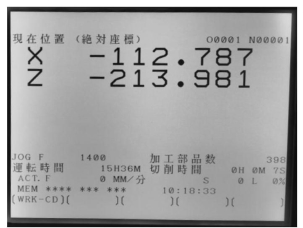 現在位置 (絶対座標) O0001 N00001
X -112.787
Z -213.981
JOG F 1400 加工部品数 398
運転時間 15H36M 切削時間 0H 0M 7S
ACT.F 0 MM/分 S 0 L 0%
MEM **** *** *** 10:18:33
(WRK-CD)( )( )( )( )